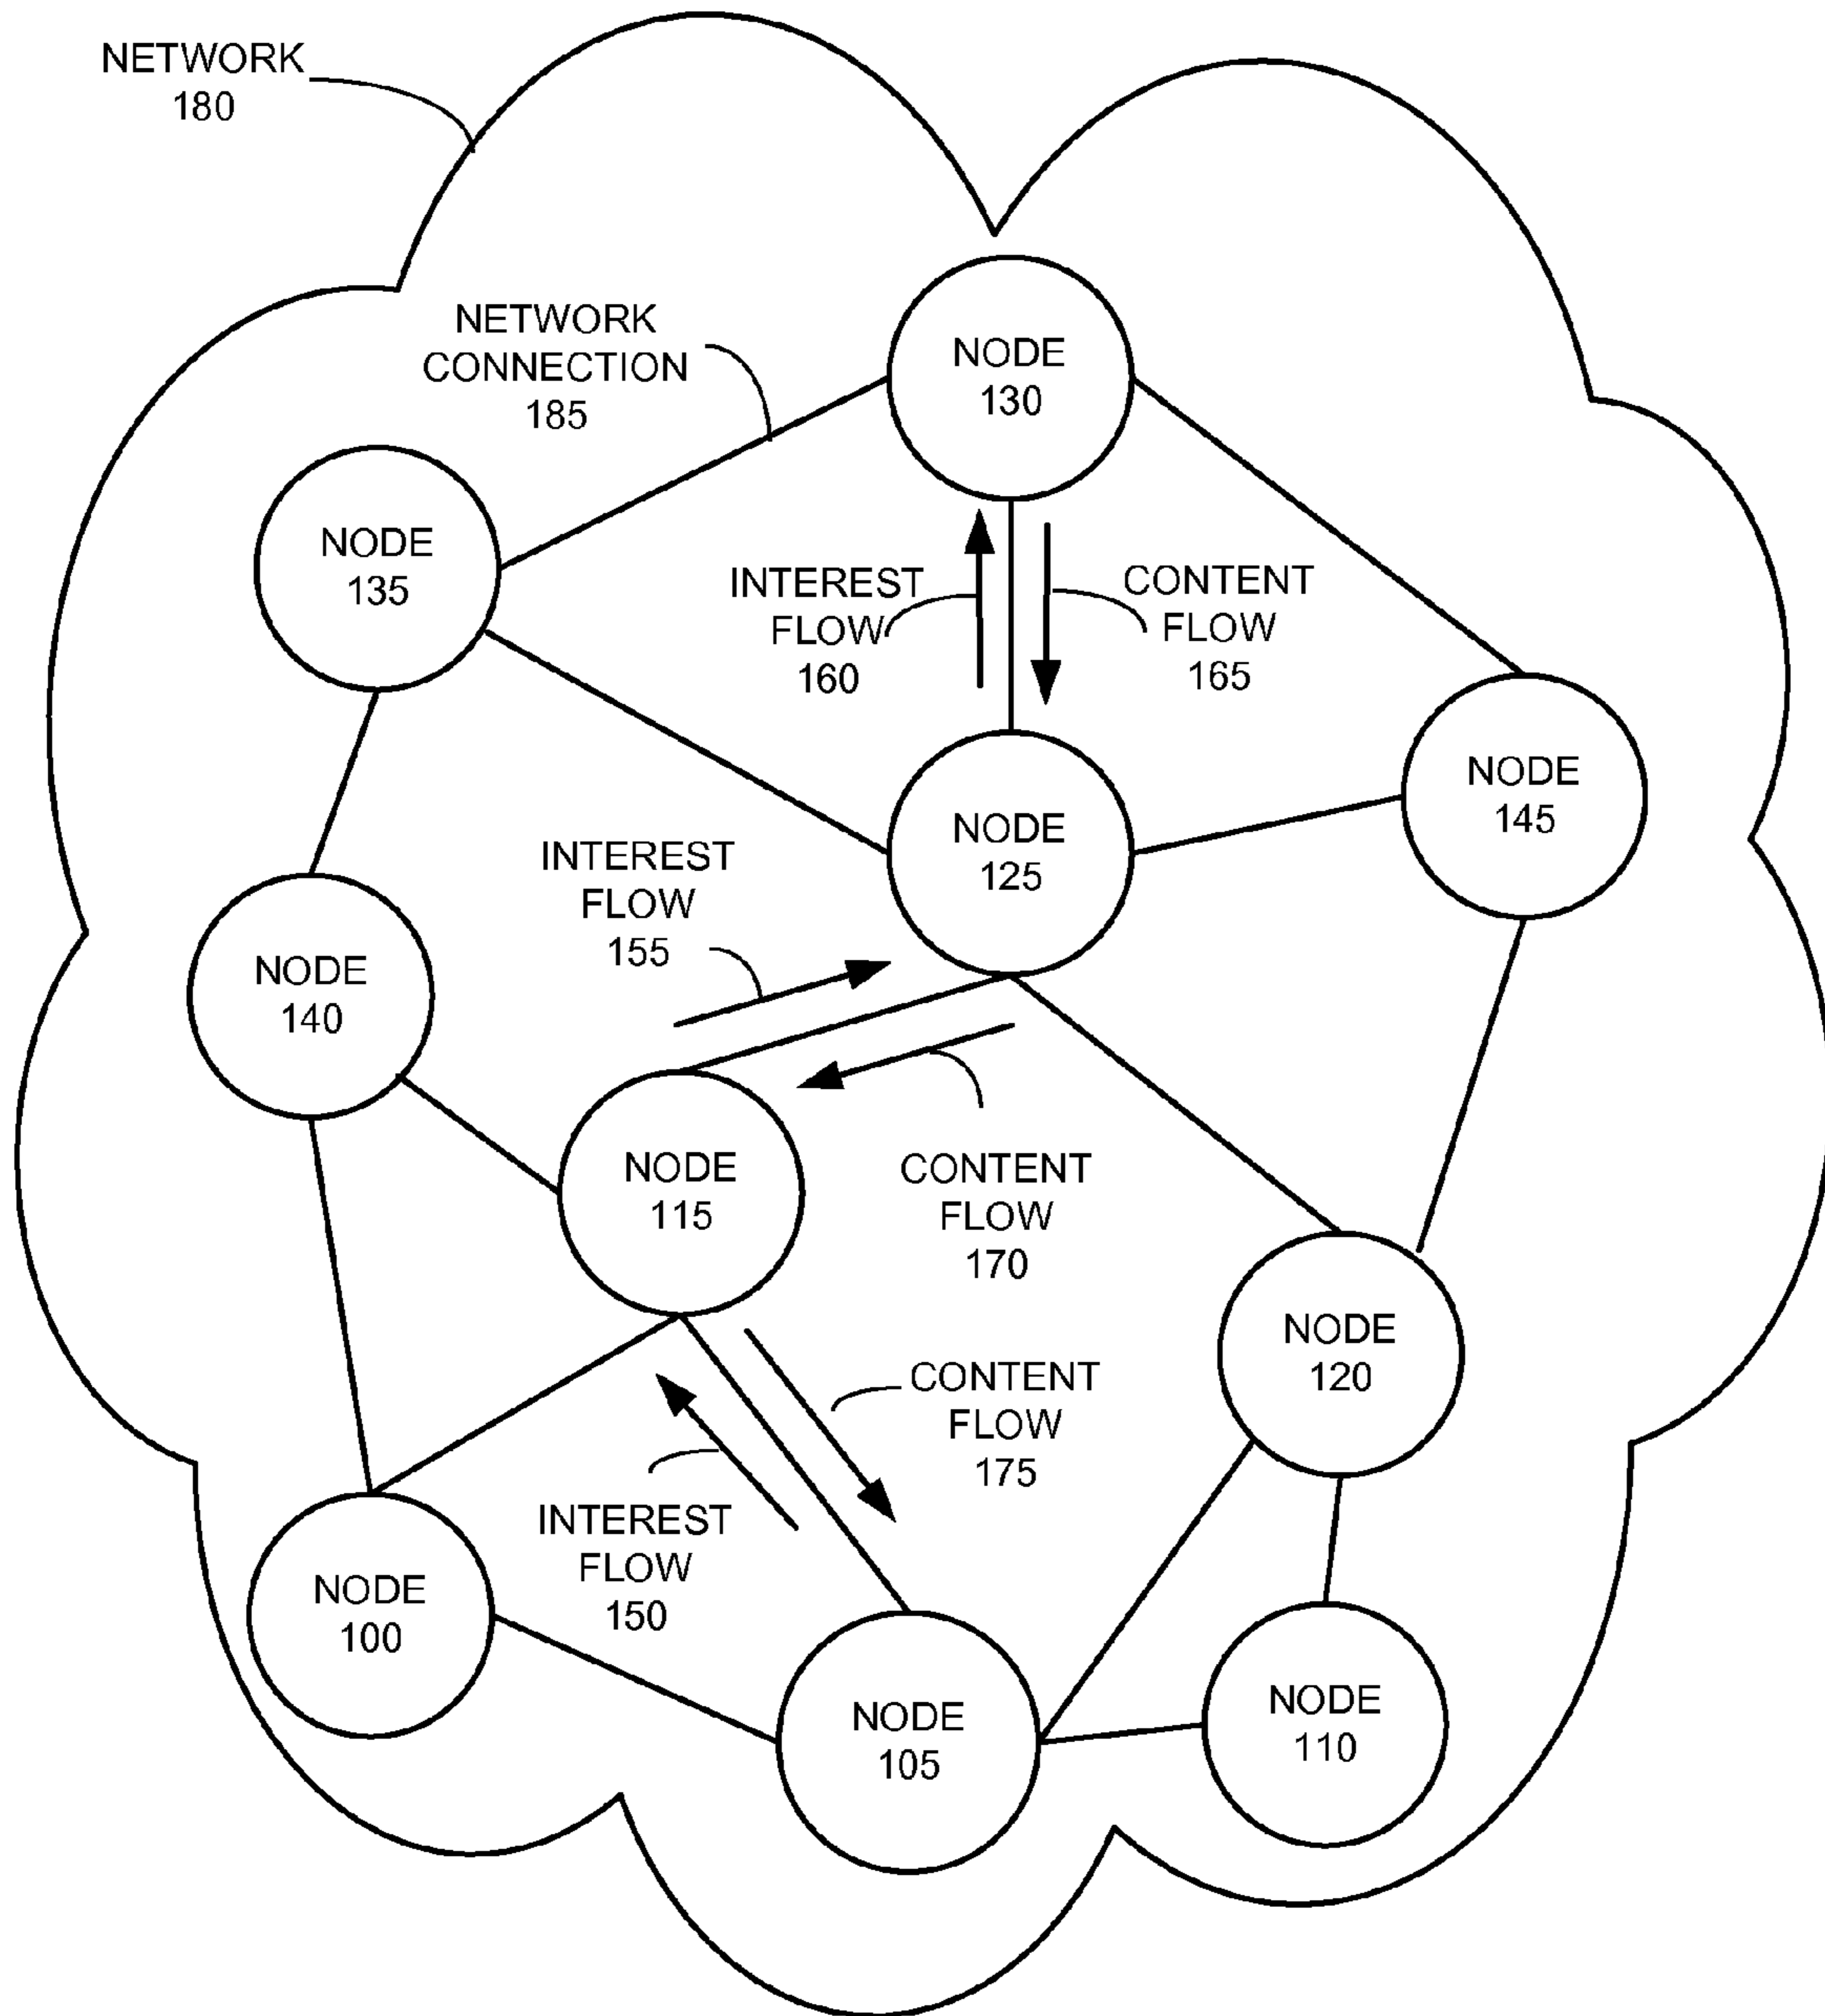 NETWORK
180
NETWORK
CONNECTION
185
NODE
130
NODE
135
INTEREST
FLOW
160
CONTENT
FLOW
165
NODE
145
NODE
125
INTEREST
FLOW
155
NODE
140
NODE
115
CONTENT
FLOW
170
NODE
120
CONTENT
FLOW
175
INTEREST
FLOW
150
NODE
100
NODE
105
NODE
110